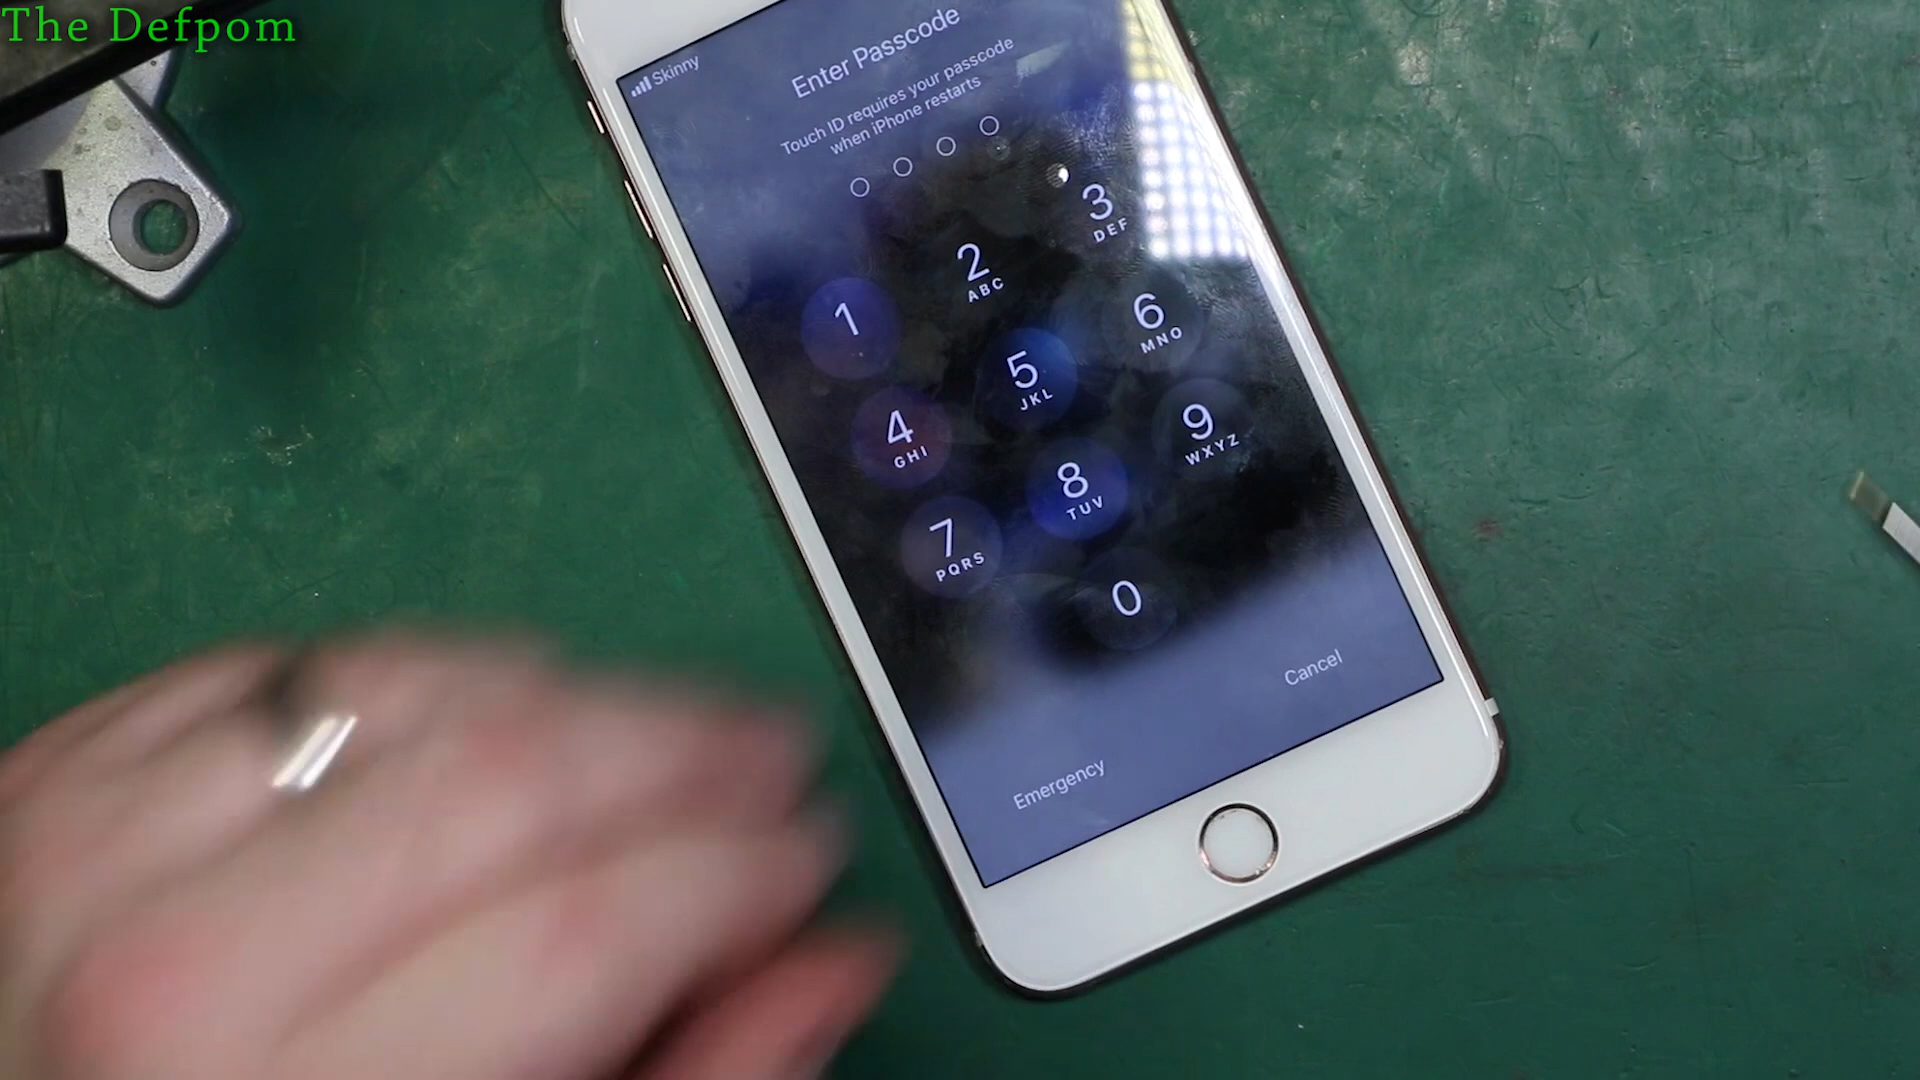 The Defpom
Skinny
Enter Passcode
Touch ID requires your passcode
when iPhone restarts
1
2
ABC
3
DEF
4
GHI
5
JKL
6
MNO
7
PQRS
8
TUV
9
WXYZ
0
Emergency
Cancel